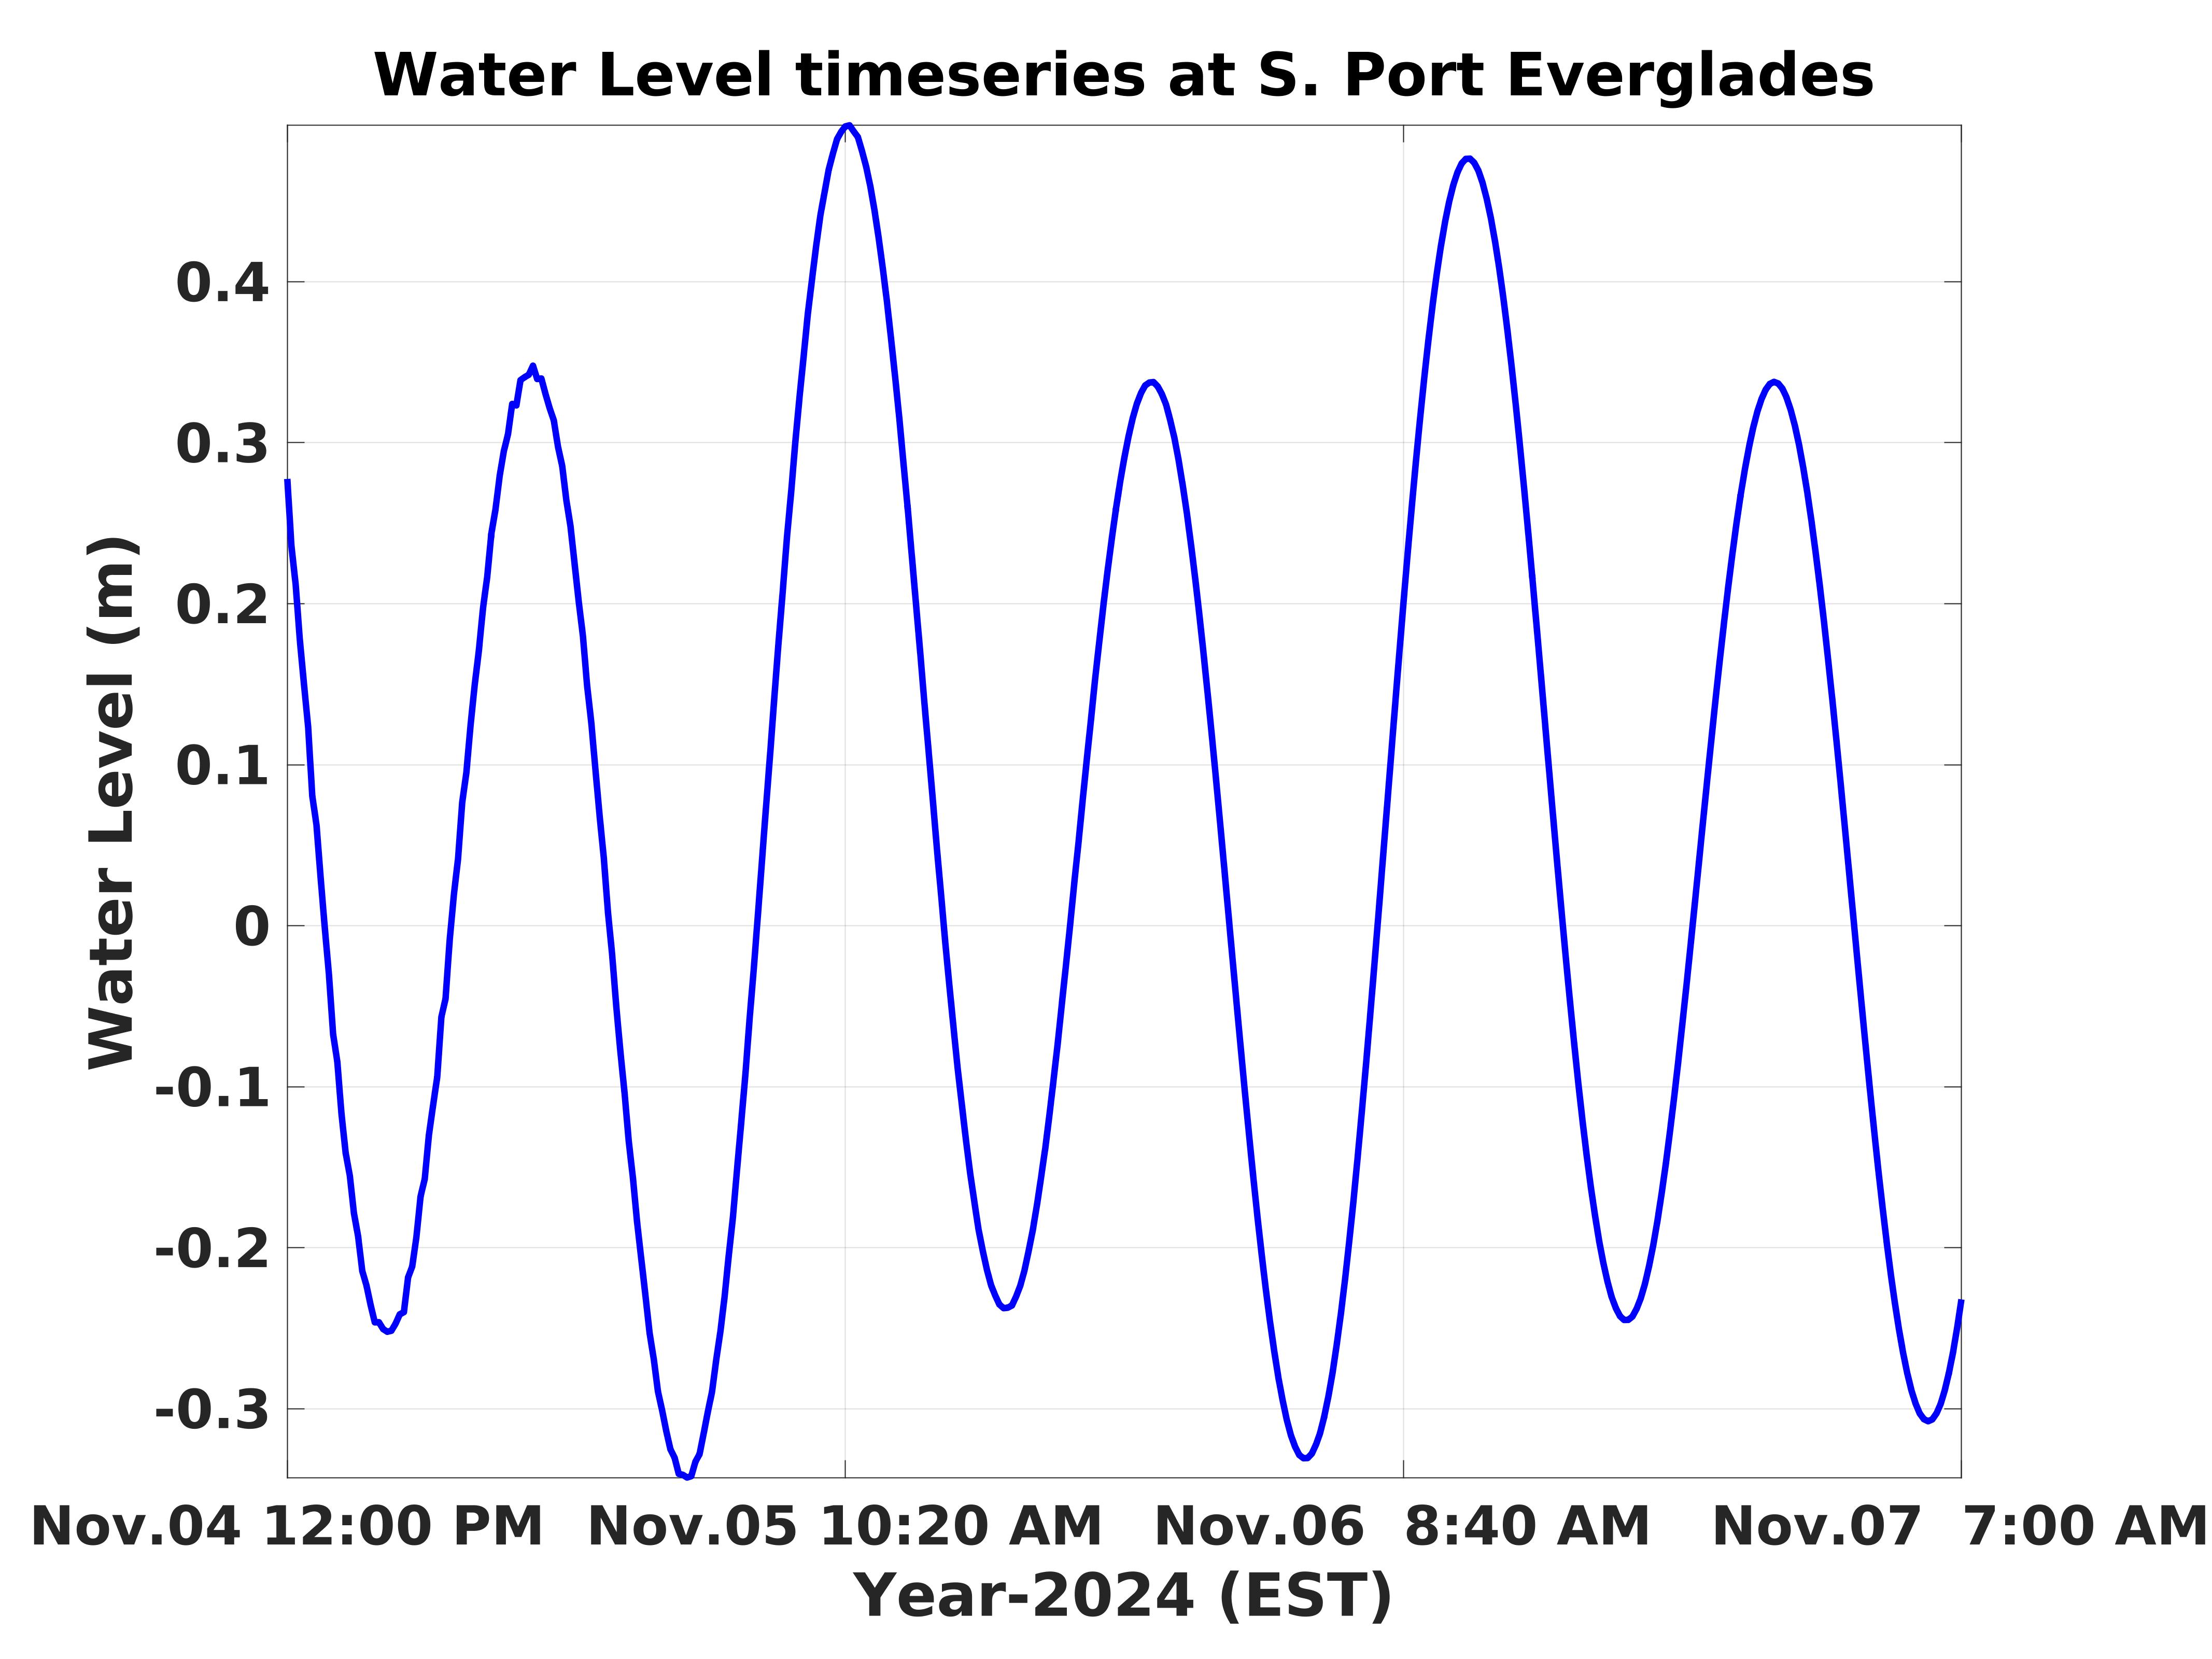 Water Level timeseries at S. Port Everglades
Water Level (m)
0.4
0.3
0.2
0.1
0
-0.1
-0.2
-0.3
Nov.04 12:00 PM Nov.05 10:20 AM Nov.06 8:40 AM Nov.07 7:00 AM
Year-2024 (EST)